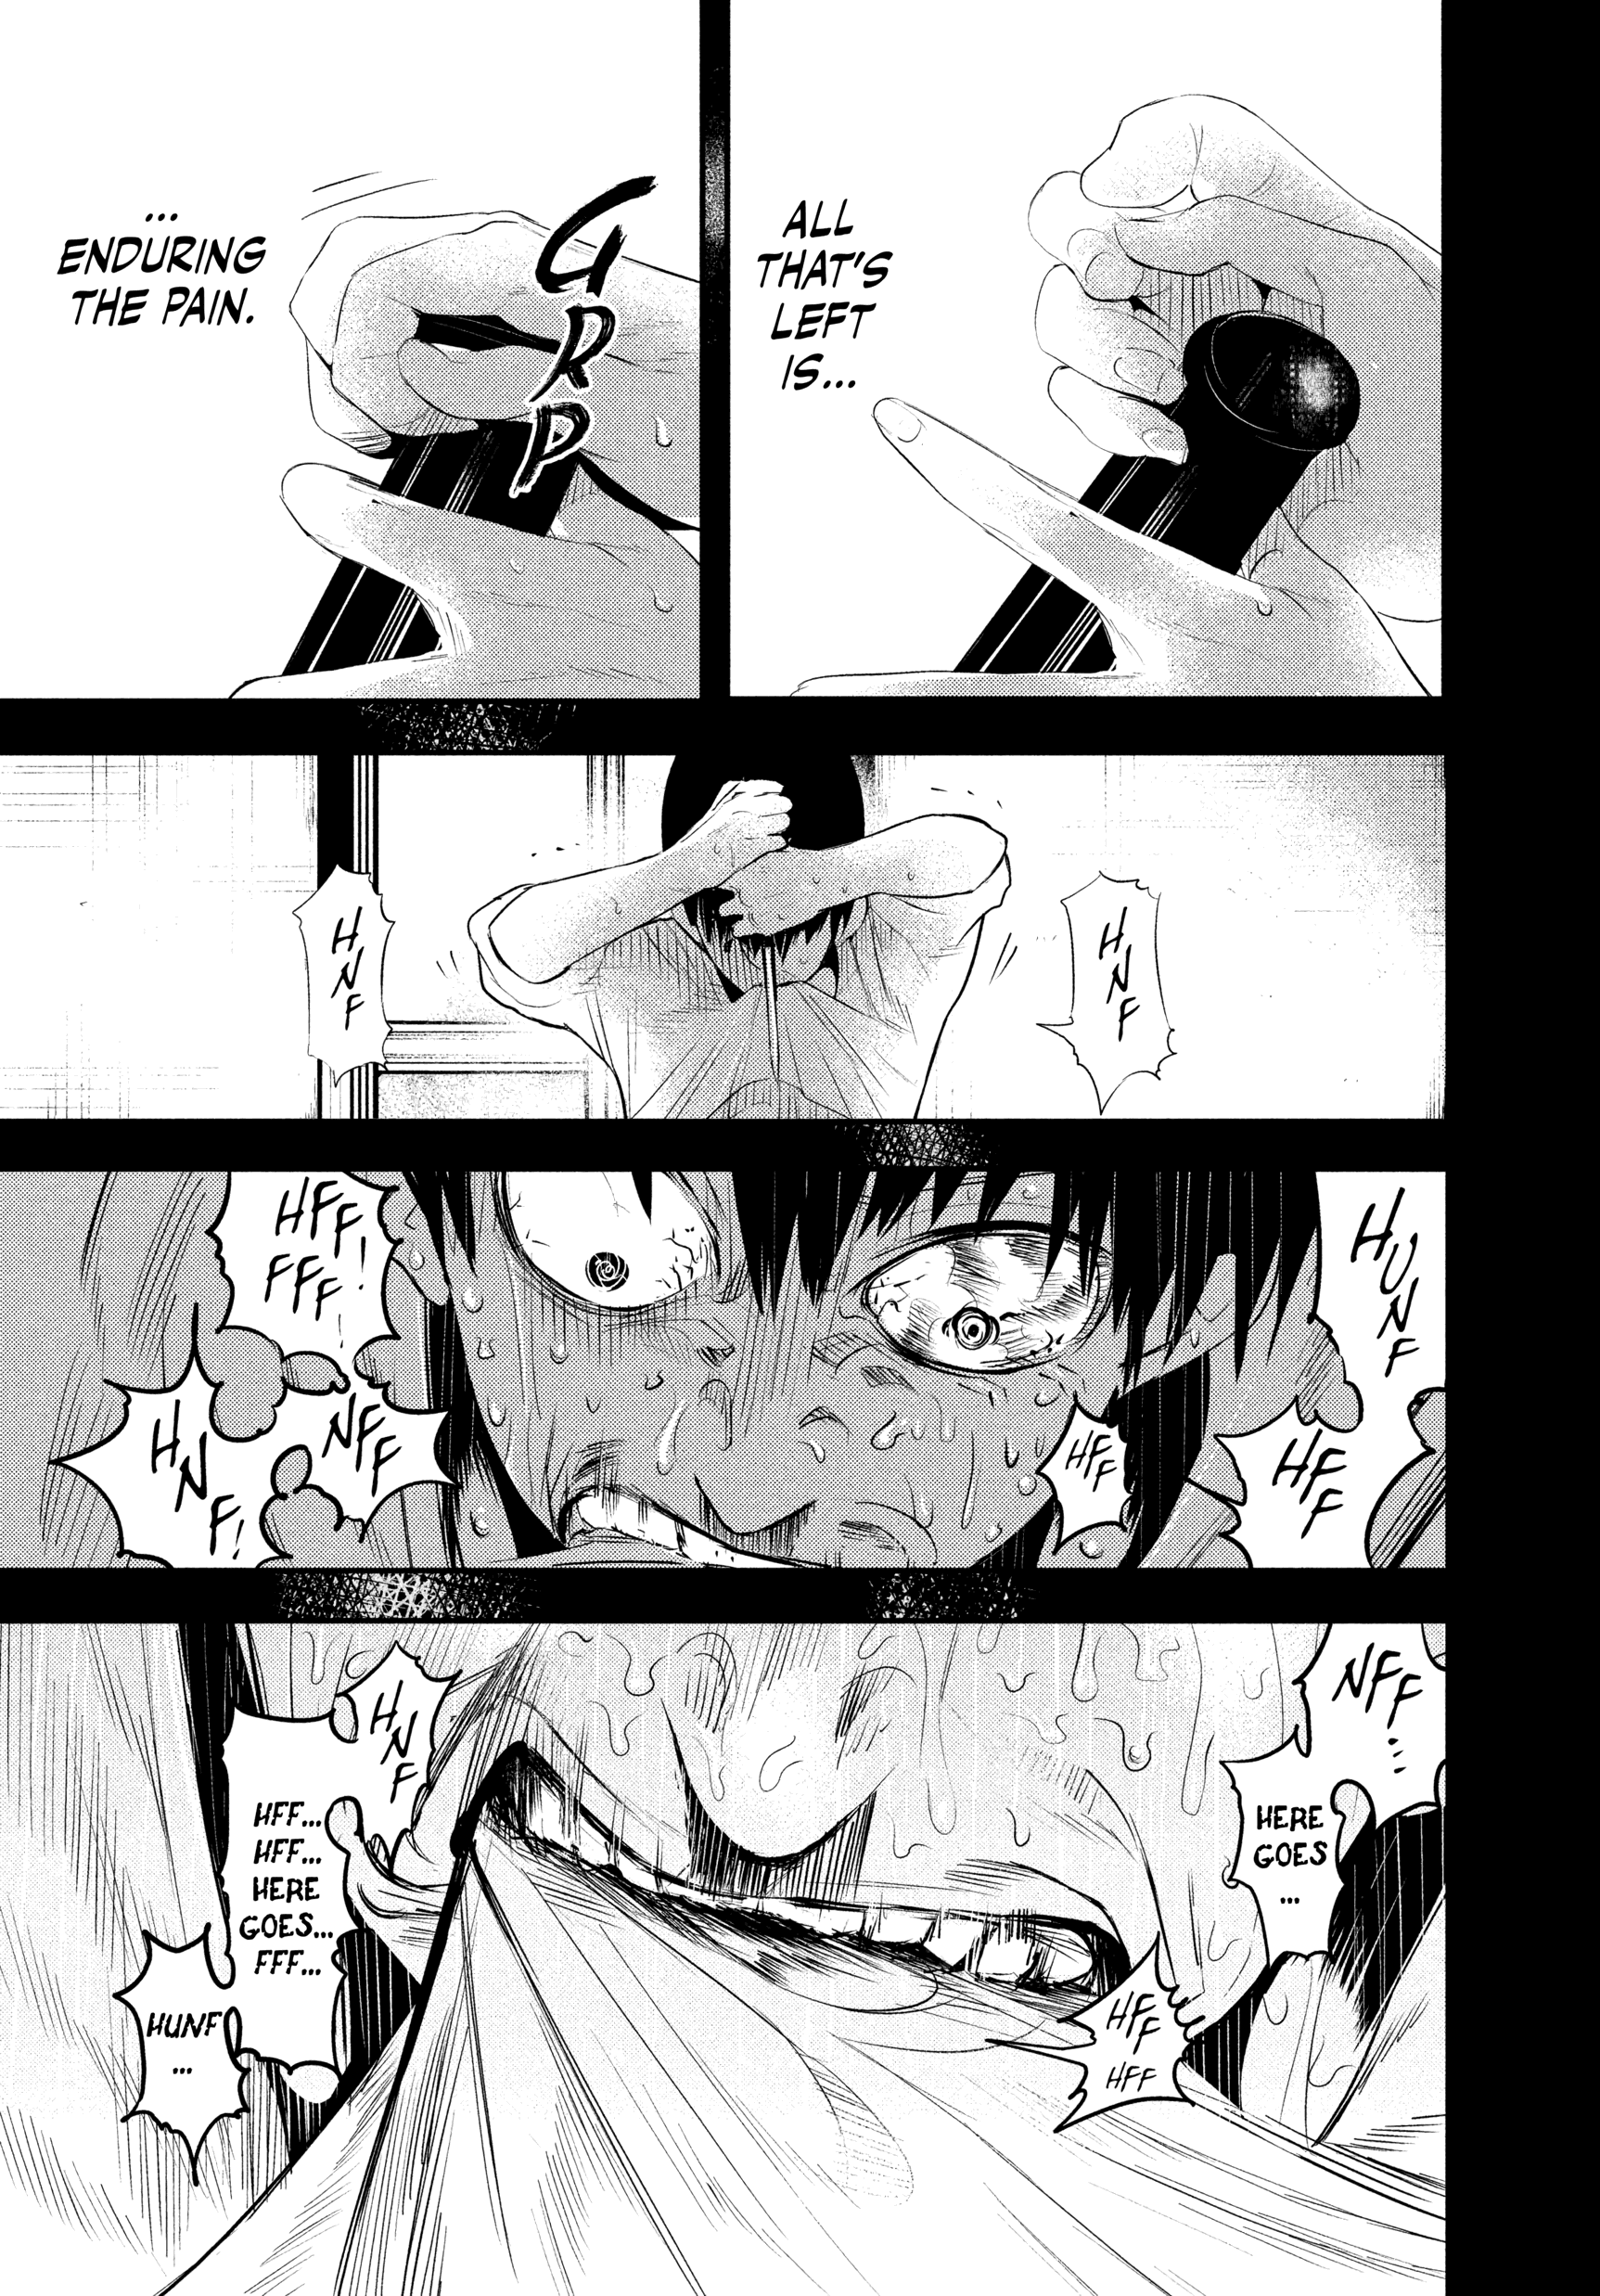 ALL
THAT'S
LEFT
IS...
...
ENDURING
THE PAIN.
GRP
HNF
HNF
HUNF
HFF
HFF
HFF
FFF!
NFF
HNF!
NFF...
HERE
GOES
...
HFF
HFF
HNF
HFF...
HFF...
HERE
GOES...
FFF...
HUNF
...